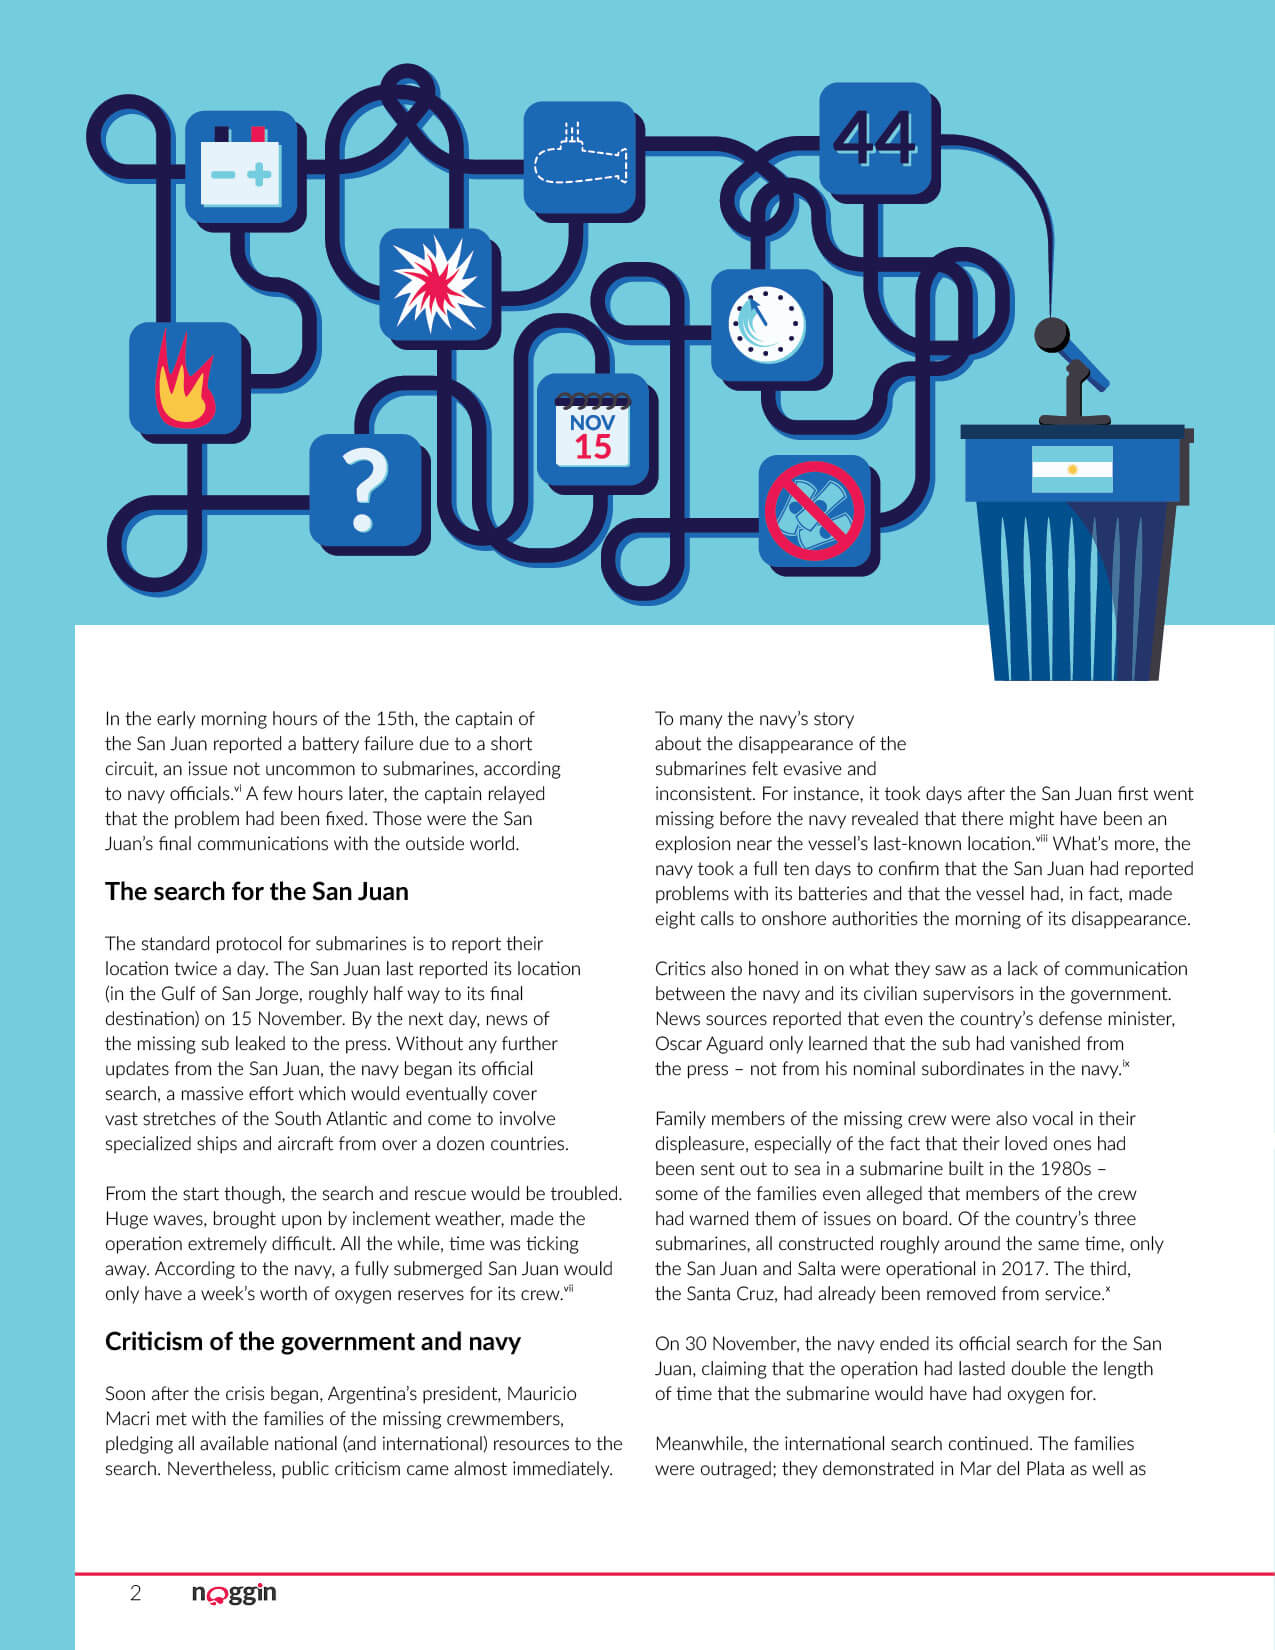 44
NOV
15
?
In the early morning hours of the 15th, the captain of
the San Juan reported a battery failure due to a short
circuit, an issue not uncommon to submarines, according
to navy officials.vi A few hours later, the captain relayed
that the problem had been fixed. Those were the San
Juan’s final communications with the outside world.
The search for the San Juan
The standard protocol for submarines is to report their
location twice a day. The San Juan last reported its location
(in the Gulf of San Jorge, roughly half way to its final
destination) on 15 November. By the next day, news of
the missing sub leaked to the press. Without any further
updates from the San Juan, the navy began its official
search, a massive effort which would eventually cover
vast stretches of the South Atlantic and come to involve
specialized ships and aircraft from over a dozen countries.
From the start though, the search and rescue would be troubled.
Huge waves, brought upon by inclement weather, made the
operation extremely difficult. All the while, time was ticking
away. According to the navy, a fully submerged San Juan would
only have a week’s worth of oxygen reserves for its crew.vii
Criticism of the government and navy
Soon after the crisis began, Argentina’s president, Mauricio
Macri met with the families of the missing crewmembers,
pledging all available national (and international) resources to the
search. Nevertheless, public criticism came almost immediately.
To many the navy’s story
about the disappearance of the
submarines felt evasive and
inconsistent. For instance, it took days after the San Juan first went
missing before the navy revealed that there might have been an
explosion near the vessel’s last-known location.viii What’s more, the
navy took a full ten days to confirm that the San Juan had reported
problems with its batteries and that the vessel had, in fact, made
eight calls to onshore authorities the morning of its disappearance.
Critics also honed in on what they saw as a lack of communication
between the navy and its civilian supervisors in the government.
News sources reported that even the country’s defense minister,
Oscar Aguard only learned that the sub had vanished from
the press – not from his nominal subordinates in the navy.ix
Family members of the missing crew were also vocal in their
displeasure, especially of the fact that their loved ones had
been sent out to sea in a submarine built in the 1980s –
some of the families even alleged that members of the crew
had warned them of issues on board. Of the country’s three
submarines, all constructed roughly around the same time, only
the San Juan and Salta were operational in 2017. The third,
the Santa Cruz, had already been removed from service.x
On 30 November, the navy ended its official search for the San
Juan, claiming that the operation had lasted double the length
of time that the submarine would have had oxygen for.
Meanwhile, the international search continued. The families
were outraged; they demonstrated in Mar del Plata as well as
2
noggin